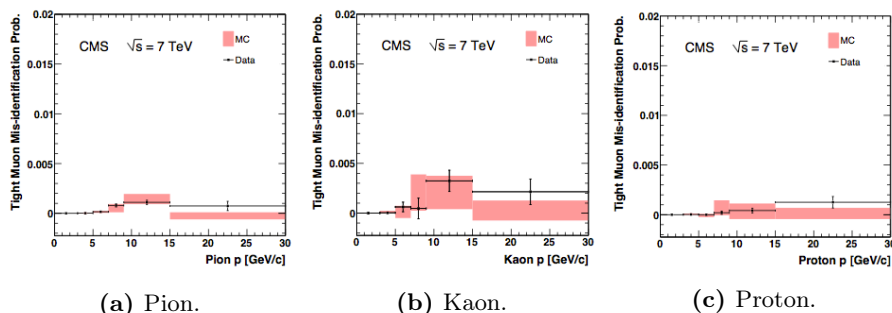 Tight Muon Mis-identification Prob.
0.02
0.015
0.01
0.005
0
CMS √s = 7 TeV
MC
Data
0 5 10 15 20 25 30
Pion p [GeV/c]
(a) Pion.
Tight Muon Mis-identification Prob.
0.02
0.015
0.01
0.005
0
CMS √s = 7 TeV
MC
Data
0 5 10 15 20 25 30
Kaon p [GeV/c]
(b) Kaon.
Tight Muon Mis-identification Prob.
0.02
0.015
0.01
0.005
0
CMS √s = 7 TeV
MC
Data
0 5 10 15 20 25 30
Proton p [GeV/c]
(c) Proton.